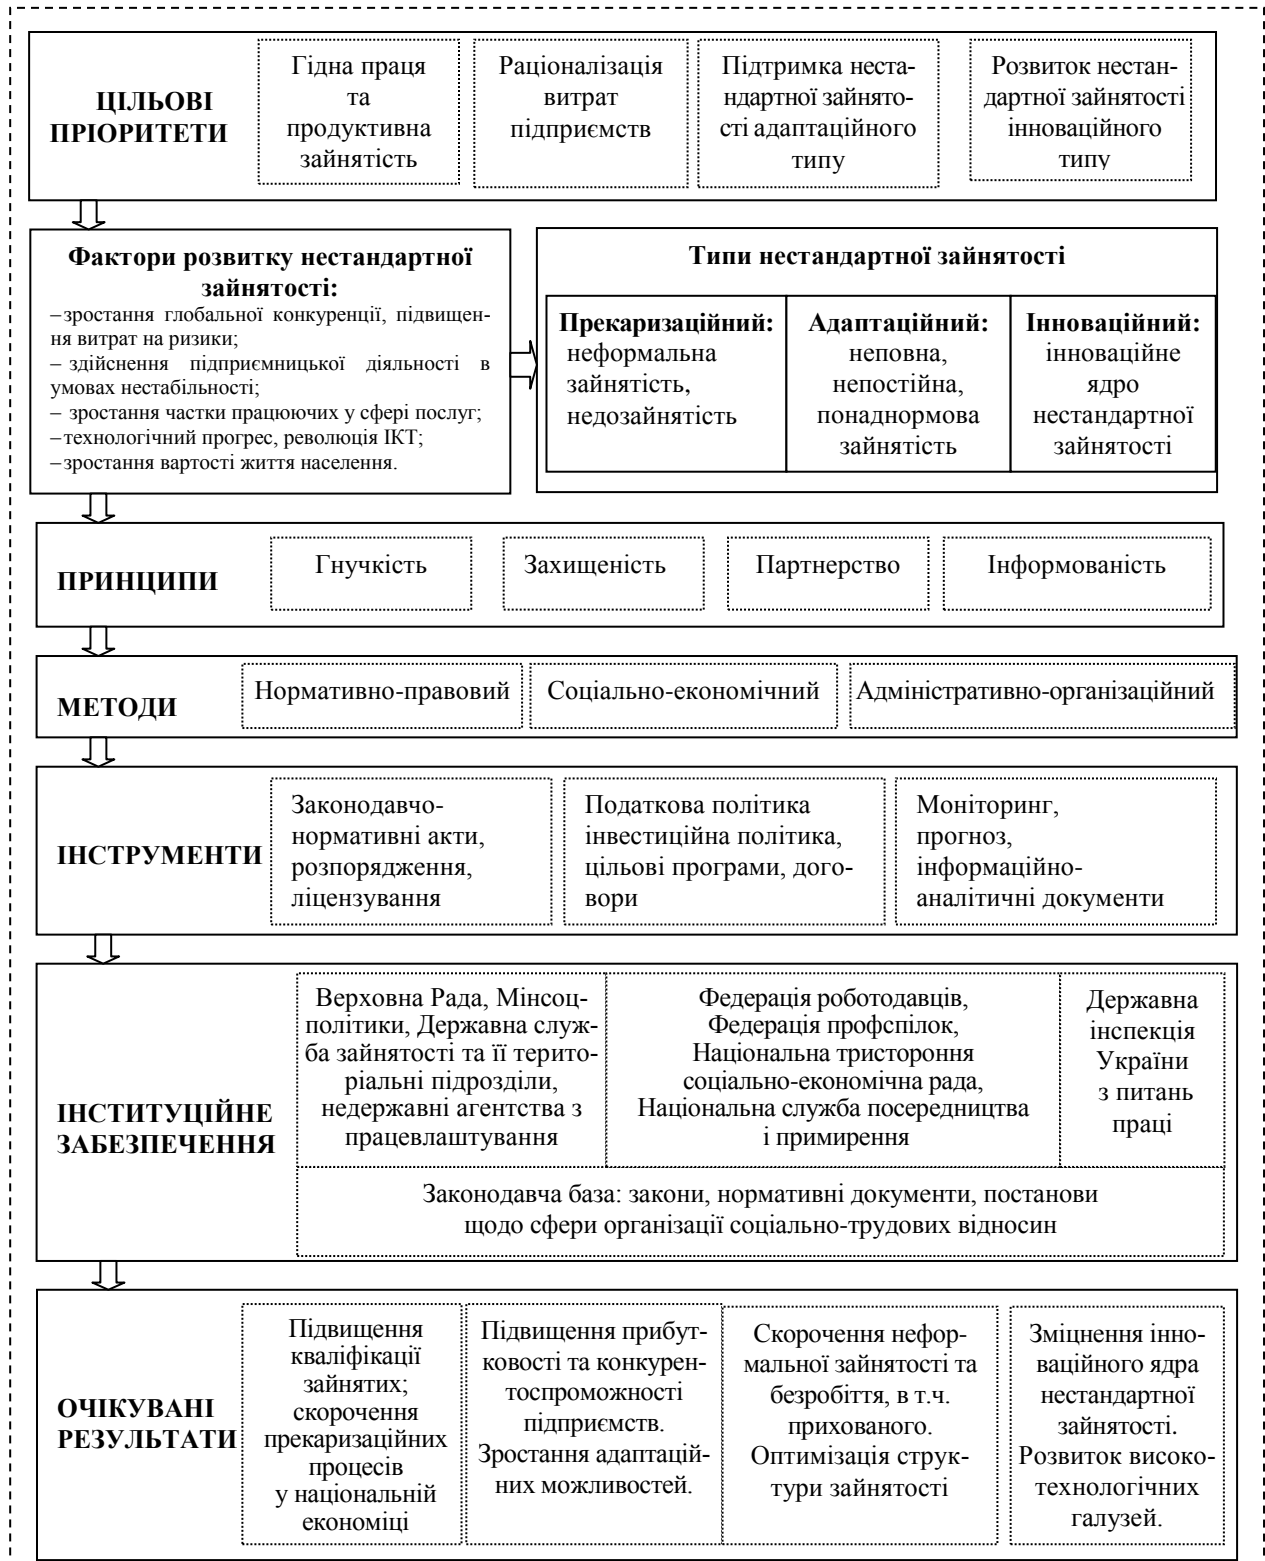 ЦІЛЬОВІ
ПРІОРИТЕТИ
Гідна праця
та
продуктивна
зайнятість
Раціоналізація
витрат
підприємств
Підтримка неста-
ндартної зайнято-
сті адаптаційного
типу
Розвиток нестан-
дартної зайнятості
інноваційного
типу
Фактори розвитку нестандартної
зайнятості:
– зростання глобальної конкуренції, підвищен-
ня витрат на ризики;
– здійснення підприємницької діяльності в
умовах нестабільності;
– зростання частки працюючих у сфері послуг;
– технологічний прогрес, революція ІКТ;
– зростання вартості життя населення.
Типи нестандартної зайнятості
Прекаризаційний:
неформальна
зайнятість,
недозайнятість
Адаптаційний:
неповна,
непостійна,
понаднормова
зайнятість
Інноваційний:
інноваційне
ядро
нестандартної
зайнятості
ПРИНЦИПИ
Гнучкість
Захищеність
Партнерство
Інформованість
МЕТОДИ
Нормативно-правовий
Соціально-економічний
Адміністративно-організаційний
ІНСТРУМЕНТИ
Законодавчо-
нормативні акти,
розпорядження,
ліцензування
Податкова політика
інвестиційна політика,
цільові програми, дого-
вори
Моніторинг,
прогноз,
інформаційно-
аналітичні документи
ІНСТИТУЦІЙНЕ
ЗАБЕЗПЕЧЕННЯ
Верховна Рада, Мінсоц-
політики, Державна служ-
ба зайнятості та її терито-
ріальні підрозділи,
недержавні агентства з
працевлаштування
Федерація роботодавців,
Федерація профспілок,
Національна тристороння
соціально-економічна рада,
Національна служба посередництва
і примирення
Державна
інспекція
України
з питань
праці
Законодавча база: закони, нормативні документи, постанови
щодо сфери організації соціально-трудових відносин
ОЧІКУВАНІ
РЕЗУЛЬТАТИ
Підвищення
кваліфікації
зайнятих;
скорочення
прекаризаційних
процесів
у національній
економіці
Підвищення прибут-
ковості та конкурен-
тоспроможності
підприємств.
Зростання адаптацій-
них можливостей.
Скорочення нефор-
мальної зайнятості та
безробіття, в т.ч.
прихованого.
Оптимізація струк-
тури зайнятості
Зміцнення інно-
ваційного ядра
нестандартної
зайнятості.
Розвиток високо-
технологічних
галузей.